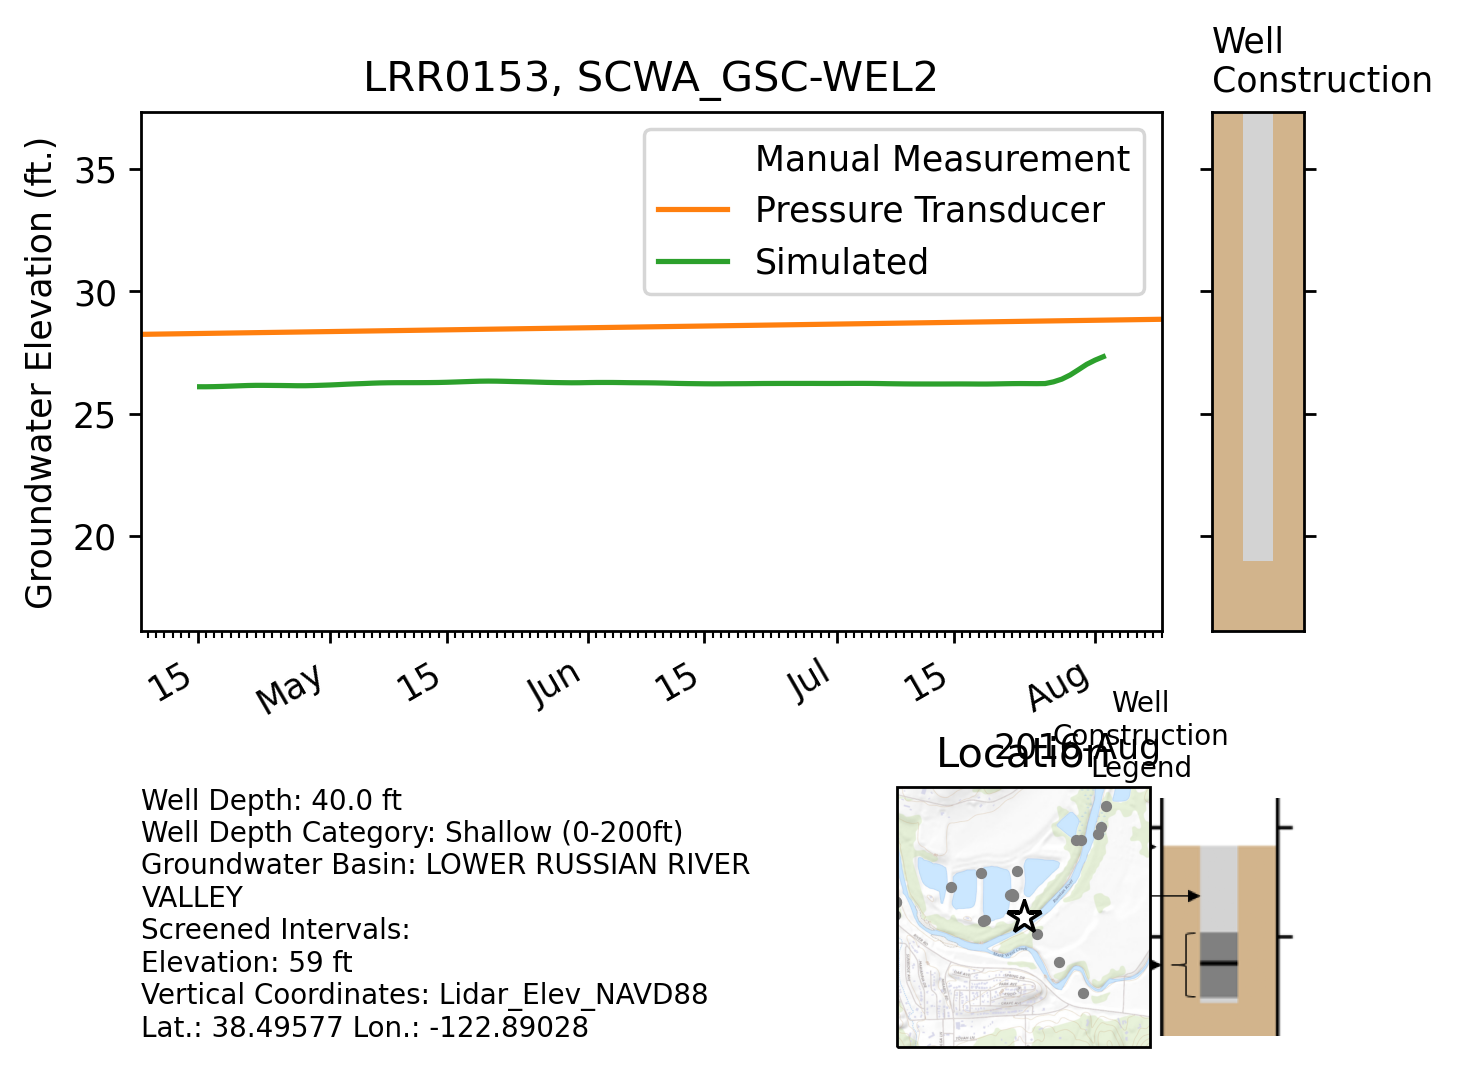 Well
Construction
LRR0153, SCWA_GSC-WEL2
Groundwater Elevation (ft.)
35
30
25
20
Manual Measurement
Pressure Transducer
Simulated
15
May
15
Jun
15
Jul
15
Aug
2016-Aug
Location
Well
Construction
Legend
Well Depth: 40.0 ft
Well Depth Category: Shallow (0-200ft)
Groundwater Basin: LOWER RUSSIAN RIVER
VALLEY
Screened Intervals:
Elevation: 59 ft
Vertical Coordinates: Lidar_Elev_NAVD88
Lat.: 38.49577 Lon.: -122.89028